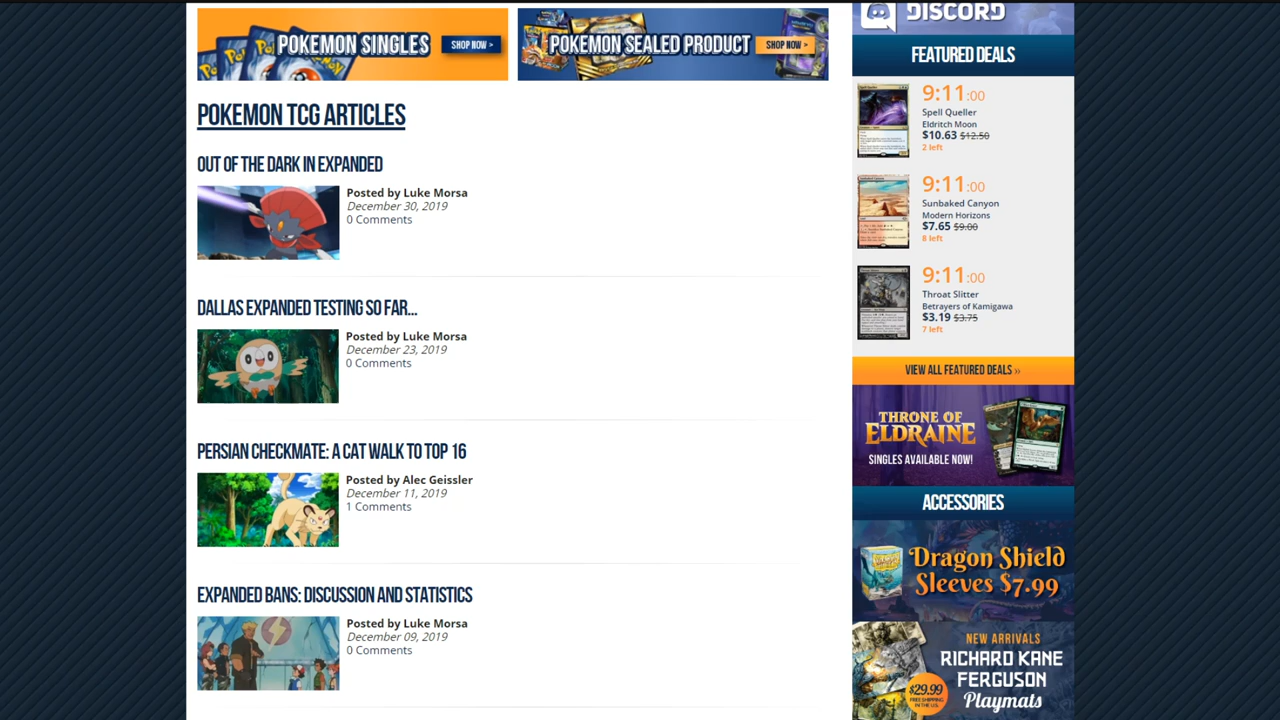 POKEMON SINGLES
SHOP NOW >
POKEMON SEALED PRODUCT
SHOP NOW >
POKEMON TCG ARTICLES
OUT OF THE DARK IN EXPANDED
Posted by Luke Morsa
December 30, 2019
0 Comments
DALLAS EXPANDED TESTING SO FAR...
Posted by Luke Morsa
December 23, 2019
0 Comments
PERSIAN CHECKMATE: A CAT WALK TO TOP 16
Posted by Alec Geissler
December 11, 2019
1 Comments
EXPANDED BANS: DISCUSSION AND STATISTICS
Posted by Luke Morsa
December 09, 2019
0 Comments
DISCORD
FEATURED DEALS
9:11:00
Spell Queller
Eldritch Moon
$10.63 $12.50
2 left
9:11:00
Sunbaked Canyon
Modern Horizons
$7.65 $9.00
8 left
9:11:00
Throat Slitter
Betrayers of Kamigawa
$3.19 $3.75
7 left
VIEW ALL FEATURED DEALS »
THRONE OF
ELDRAINE
SINGLES AVAILABLE NOW!
ACCESSORIES
Dragon Shield
Sleeves $7.99
NEW ARRIVALS
RICHARD KANE
FERGUSON
Playmats
$29.99
FREE SHIPPING
IN THE US